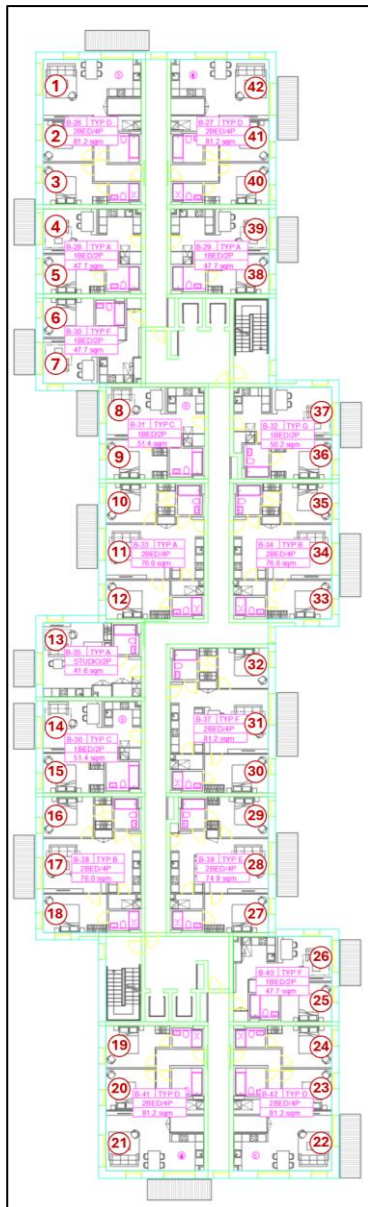 1
42
B-26 TYP D
2BED/4P
81.2 sqm
B-27 TYP D
2BED/4P
81.2 sqm
2
41
3
40
4
39
B-28 TYP A
1BED/2P
47.7 sqm
B-29 TYP A
1BED/2P
47.7 sqm
5
38
6
B-30 TYP F
1BED/2P
47.7 sqm
7
8
37
B-31 TYP C
1BED/2P
51.4 sqm
B-32 TYP G
1BED/2P
50.2 sqm
9
36
10
35
11
B-33 TYP A
2BED/4P
76.0 sqm
B-34 TYP B
2BED/4P
76.6 sqm
34
12
33
13
B-35 TYP A
STUDIO/2P
41.6 sqm
32
14
B-36 TYP C
1BED/2P
51.4 sqm
B-37 TYP F
2BED/4P
81.2 sqm
31
15
30
16
29
17
B-38 TYP B
2BED/4P
76.0 sqm
B-39 TYP E
2BED/4P
74.8 sqm
28
18
27
26
B-40 TYP F
1BED/2P
47.7 sqm
25
19
24
20
23
B-41 TYP D
2BED/4P
81.2 sqm
B-42 TYP D
2BED/4P
81.2 sqm
21
22